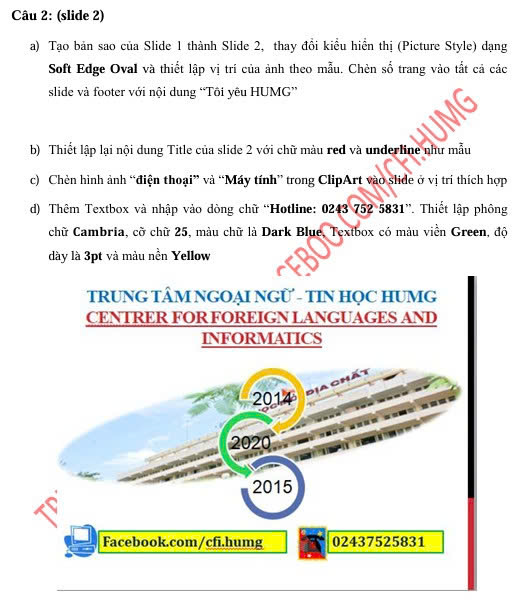 Câu 2: (slide 2)
a) Tạo bản sao của Slide 1 thành Slide 2, thay đổi kiểu hiển thị (Picture Style) dạng
Soft Edge Oval và thiết lập vị trí của ảnh theo mẫu. Chèn số trang vào tất cả các
slide và footer với nội dung “Tôi yêu HUMG”
b) Thiết lập lại nội dung Title của slide 2 với chữ màu red và underline như mẫu
c) Chèn hình ảnh “điện thoại” và “Máy tính” trong ClipArt vào slide ở vị trí thích hợp
d) Thêm Textbox và nhập vào dòng chữ “Hotline: 0243 752 5831”. Thiết lập phông
chữ Cambria, cỡ chữ 25, màu chữ là Dark Blue, Textbox có màu viền Green, độ
dày là 3pt và màu nền Yellow
CEBOO.COM/CFI.HUMG
TRUNG TÂM NGOẠI NGỮ - TIN HỌC HUMG
CENTRER FOR FOREIGN LANGUAGES AND
INFORMATICS
ĐỊA CHẤT
2014
2020
2015
Facebook.com/cfi.humg
02437525831